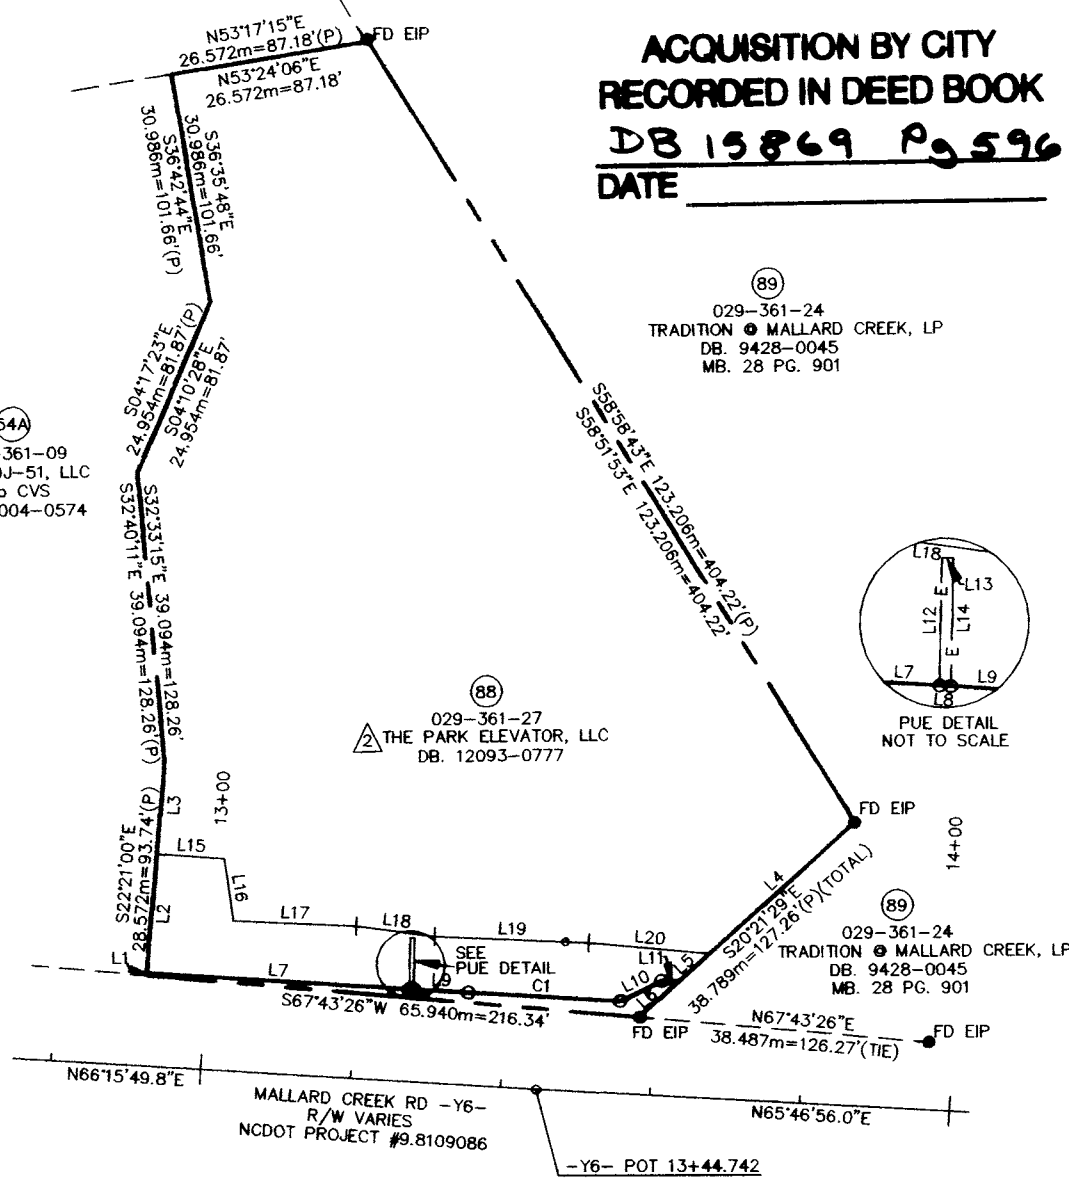 N53°17'15"E
26.572m=87.18'(P)
FD EIP
N53°24'06"E
26.572m=87.18'
ACQUISITION BY CITY
RECORDED IN DEED BOOK
DB 15869 Pg 596
DATE
S36°35'48"E
30.986m=101.66'
S36°42'44"E
30.986m=101.66'(P)
89
029-361-24
TRADITION @ MALLARD CREEK, LP
DB. 9428-0045
MB. 28 PG. 901
S04°17'23"E
24.954m=81.87'(P)
S04°10'28"E
24.954m=81.87'
54A
-361-09
J-51, LLC
CVS
004-0574
S58°58'43"E 123.206m=404.22'(P)
S58°51'53"E 123.206m=404.22'
S32°33'15"E 39.094m=128.26'
S32°40'11"E 39.094m=128.26'(P)
L18
L13
L12
E
L14
E
L7
L9
L8
PUE DETAIL
NOT TO SCALE
88
029-361-27
2 THE PARK ELEVATOR, LLC
DB. 12093-0777
FD EIP
S22°21'00"E
28.572m=93.74'(P)
L3
13+00
14+00
L15
L2
L16
L17
L18
L19
L20
L4
S20°21'29"E
38.789m=127.26'(P)(TOTAL)
89
029-361-24
TRADITION @ MALLARD CREEK, LP
DB. 9428-0045
MB. 28 PG. 901
SEE
PUE DETAIL
L1
L7
L9
C1
L10
L11
L5
L6
S67°43'26"W 65.940m=216.34'
FD EIP
N67°43'26"E
38.487m=126.27'(TIE)
FD EIP
N66°15'49.8"E
MALLARD CREEK RD -Y6-
R/W VARIES
NCDOT PROJECT #9.8109086
N65°46'56.0"E
-Y6- POT 13+44.742